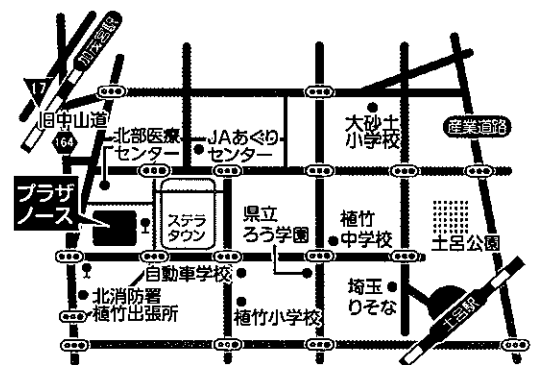 加茂宮駅
17
旧中山道
164
北部医療
センター
JAあぐり
センター
大砂土
小学校
産業道路
プラザ
ノース
ステラ
タウン
県立
ろう学園
植竹
中学校
土呂公園
自動車学校
北消防署
植竹出張所
植竹小学校
埼玉
りそな
土呂駅